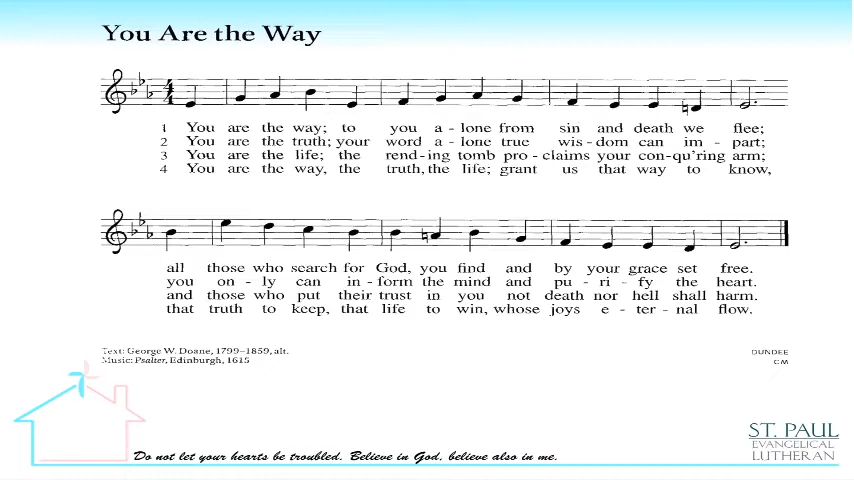 You Are the Way
1 You are the way; to you a - lone from sin and death we flee;
2 You are the truth; your word a - lone true wis - dom can im - part;
3 You are the life; the rend - ing tomb pro - claims your con - qu'ring arm;
4 You are the way, the truth, the life; grant us that way to know,
all those who search for God, you find and by your grace set free.
you on - ly can in - form the mind and pu - ri - fy the heart.
and those who put their trust in you not death nor hell shall harm.
that truth to keep, that life to win, whose joys e - ter - nal flow.
Text: George W. Doane, 1799–1859, alt.
Music: Psalter, Edinburgh, 1615
DUNDEE
CM
ST. PAUL
EVANGELICAL
LUTHERAN
Do not let your hearts be troubled. Believe in God, believe also in me.